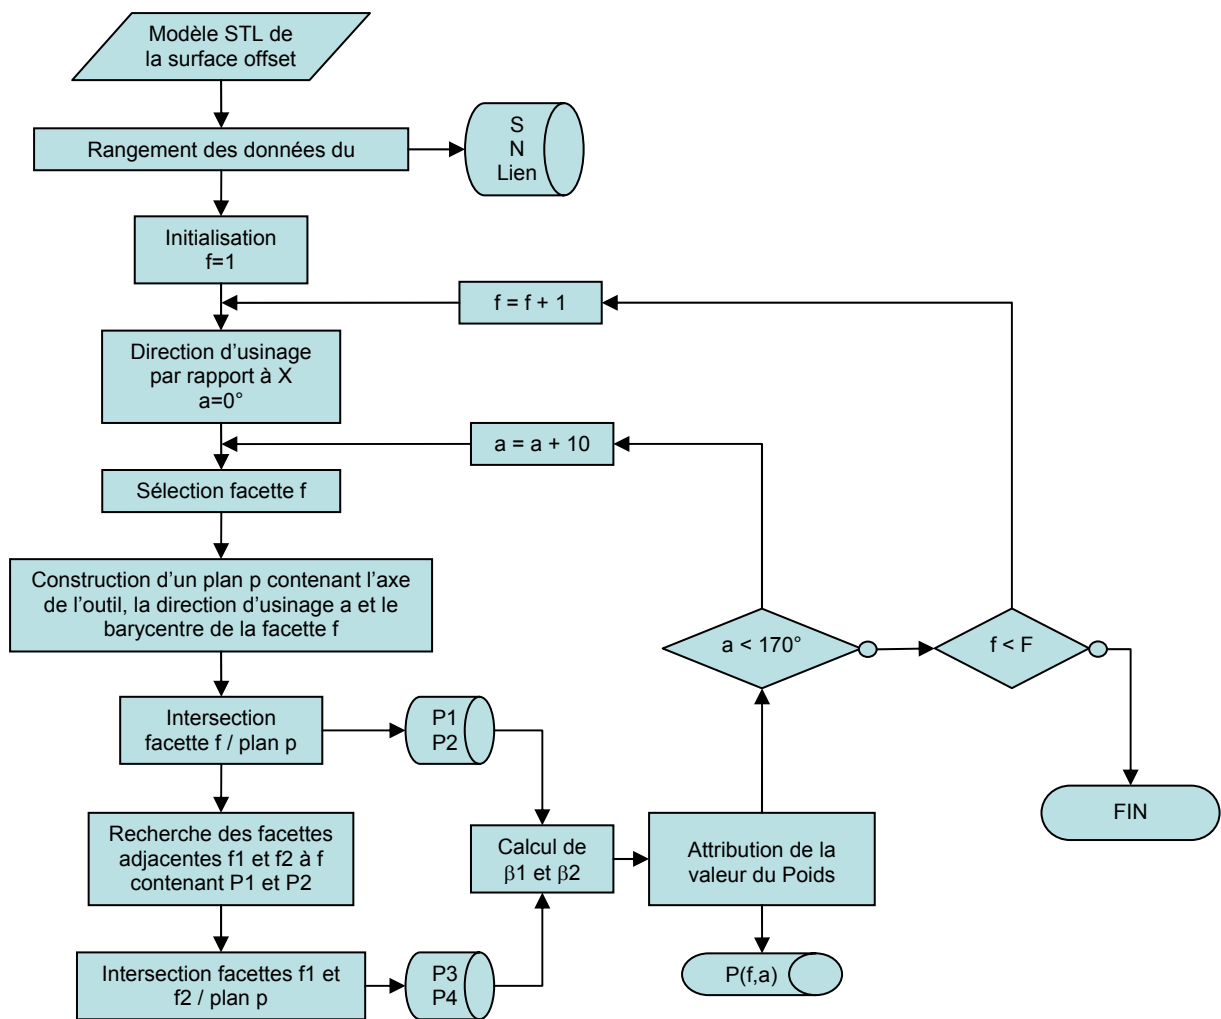 Modèle STL de
la surface offset
Rangement des données du
S
N
Lien
Initialisation
f=1
f = f + 1
Direction d’usinage
par rapport à X
a=0°
a = a + 10
Sélection facette f
Construction d’un plan p contenant l’axe
de l’outil, la direction d’usinage a et le
barycentre de la facette f
a < 170°
f < F
Intersection
facette f / plan p
P1
P2
FIN
Recherche des facettes
adjacentes f1 et f2 à f
contenant P1 et P2
Calcul de
β1 et β2
Attribution de la
valeur du Poids
Intersection facettes f1 et
f2 / plan p
P3
P4
P(f,a)